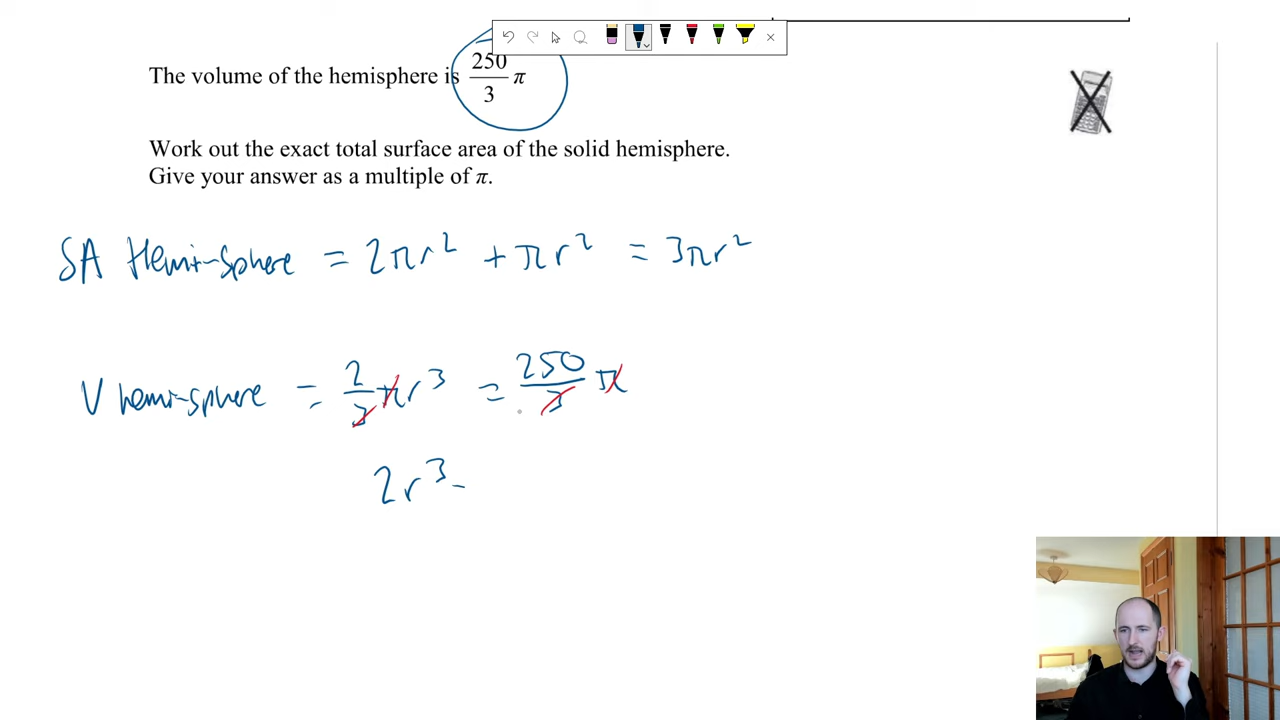 The volume of the hemisphere is 250/3 π
Work out the exact total surface area of the solid hemisphere.
Give your answer as a multiple of π.
SA Hemi-sphere = 2πr² + πr² = 3πr²
V hemi-sphere = 2/3 πr³ = 250/3 π
2r³ -